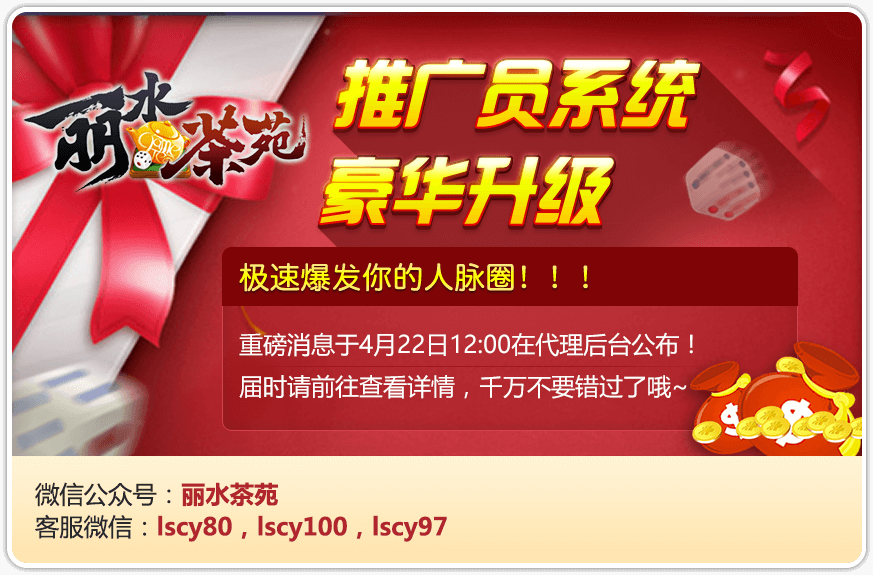 丽水茶苑
推广员系统
豪华升级
极速爆发你的人脉圈！！！
重磅消息于4月22日12:00在代理后台公布！
届时请前往查看详情，千万不要错过了哦~
微信公众号：丽水茶苑
客服微信：lscy80，lscy100，lscy97